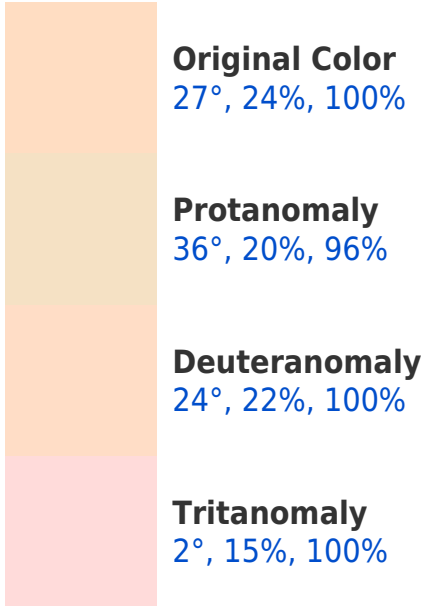 Original Color
27°, 24%, 100%
Protanomaly
36°, 20%, 96%
Deuteranomaly
24°, 22%, 100%
Tritanomaly
2°, 15%, 100%